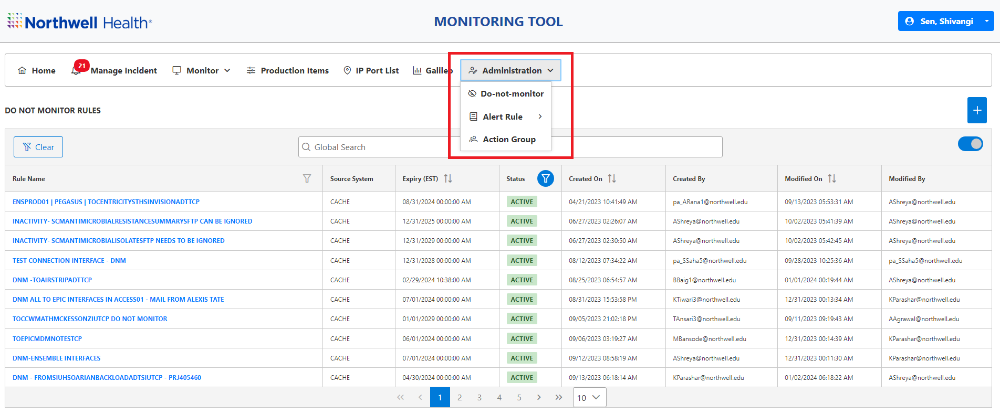 Northwell Health®
MONITORING TOOL
Sen, Shivangi
Home
21
Manage Incident
Monitor
Production Items
IP Port List
Galileo
Administration
Do-not-monitor
Alert Rule
Action Group
DO NOT MONITOR RULES
+
Clear
Global Search
Rule Name Source System Expiry (EST) Status Created On Created By Modified On Modified By
ENSPROD01 | PEGASUS | TOCENTRICITYSTHSINVISIONADTTCP CACHE 08/31/2024 00:00:00 AM ACTIVE 04/21/2023 10:41:49 AM pa_ARana1@northwell.edu 09/13/2023 05:53:31 AM AShreya@northwell.edu
INACTIVITY- SCMANTIMICROBIALRESISTANCESUMMARYSFTP CAN BE IGNORED CACHE 12/31/2025 00:00:00 AM ACTIVE 06/27/2023 02:26:07 AM AShreya@northwell.edu 10/02/2023 05:41:39 AM AShreya@northwell.edu
INACTIVITY- SCMANTIMICROBIALISOLATESFTP NEEDS TO BE IGNORED CACHE 12/31/2029 00:00:00 AM ACTIVE 06/27/2023 02:30:50 AM AShreya@northwell.edu 10/02/2023 05:42:45 AM AShreya@northwell.edu
TEST CONNECTION INTERFACE - DNM CACHE 12/31/2028 00:00:00 AM ACTIVE 08/12/2023 07:34:22 AM pa_SSaha5@northwell.edu 09/28/2023 10:25:36 AM pa_SSaha5@northwell.edu
DNM -TOAIRSTRIPADTTCP CACHE 02/29/2024 10:38:00 AM ACTIVE 08/25/2023 06:54:57 AM BBaig1@northwell.edu 01/01/2024 00:19:44 AM AShreya@northwell.edu
DNM ALL TO EPIC INTERFACES IN ACCESS01 - MAIL FROM ALEXIS TATE CACHE 07/01/2024 00:00:00 AM ACTIVE 08/31/2023 15:53:58 PM KTiwari3@northwell.edu 12/31/2023 00:13:34 AM KParashar@northwell.edu
TOCCWMATHMCKESSONZIUTCP DO NOT MONITOR CACHE 01/01/2029 00:00:00 AM ACTIVE 09/05/2023 21:02:18 PM TAnsari3@northwell.edu 09/11/2023 09:19:43 AM AAgrawal@northwell.edu
TOEPICMDMNOTESTCP CACHE 06/01/2024 00:00:00 AM ACTIVE 09/06/2023 03:19:27 AM MBansode@northwell.edu 12/31/2023 00:14:39 AM KParashar@northwell.edu
DNM-ENSEMBLE INTERFACES CACHE 07/01/2024 00:00:00 AM ACTIVE 09/12/2023 08:58:19 AM AShreya@northwell.edu 12/31/2023 00:11:30 AM KParashar@northwell.edu
DNM - FROMSIUHSOARIANBACKLOADADTSIUTCP - PRJ405460 CACHE 04/30/2024 00:00:00 AM ACTIVE 09/13/2023 06:18:14 AM KParashar@northwell.edu 01/02/2024 06:18:22 AM AShreya@northwell.edu
« ‹ 1 2 3 4 5 › » 10